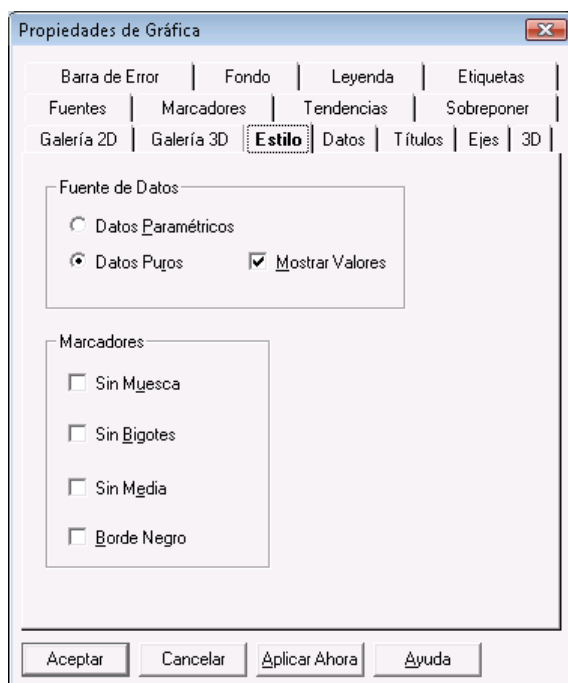 Propiedades de Gráfica
Barra de Error Fondo Leyenda Etiquetas
Fuentes Marcadores Tendencias Sobreponer
Galería 2D Galería 3D Estilo Datos Títulos Ejes 3D
Fuente de Datos
Datos Paramétricos
Datos Puros Mostrar Valores
Marcadores
Sin Muesca
Sin Bigotes
Sin Media
Borde Negro
Aceptar Cancelar Aplicar Ahora Ayuda